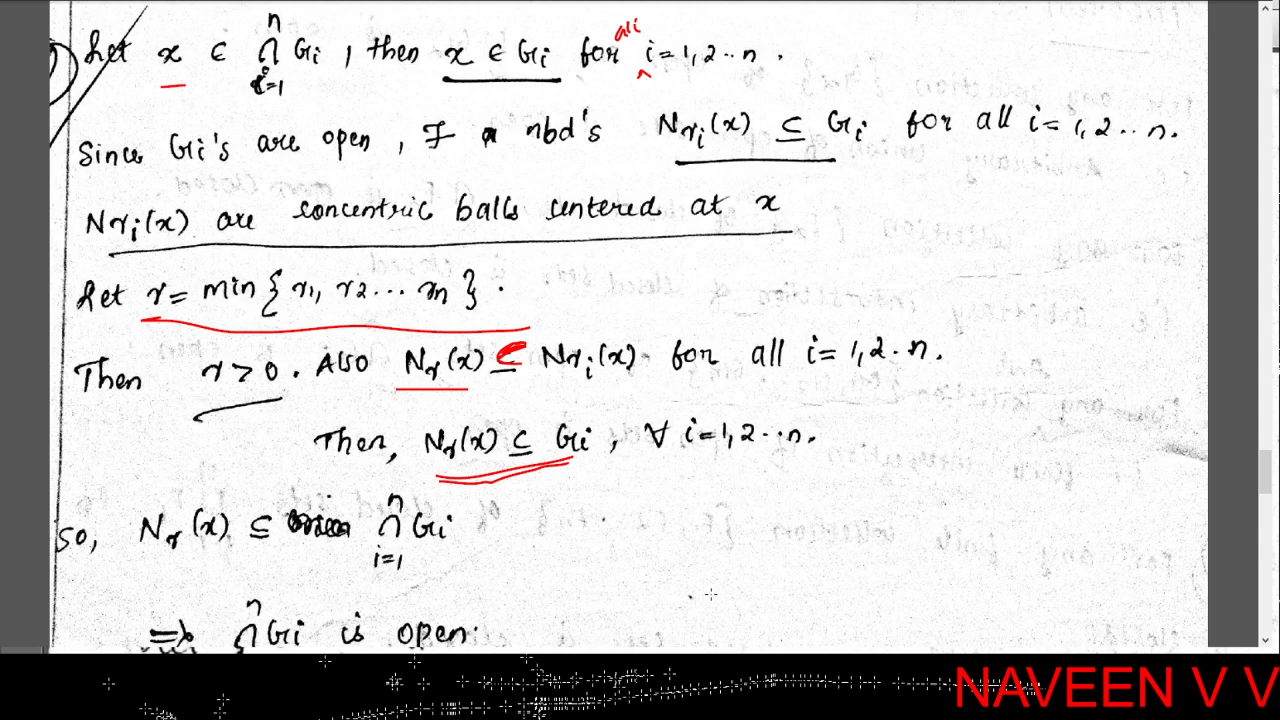 Let x ∈ ⋂ᵢ₌₁ⁿ Gi , then x ∈ Gi for all i = 1, 2 .. n .
Since Gi's are open , ∃ nbd's Nri(x) ⊆ Gi for all i = 1, 2 .. n.
Nri(x) are concentric balls centered at x
Let r = min { r1, r2 ... rn } .
Then r > 0 . Also Nr(x) ⊆ Nri(x) for all i = 1, 2 .. n.
Then, Nr(x) ⊆ Gi , ∀ i = 1, 2 .. n.
So, Nr(x) ⊆ ⋂ᵢ₌₁ⁿ Gi
⟹ ⋂ⁿ Gi is open.
NAVEEN V V